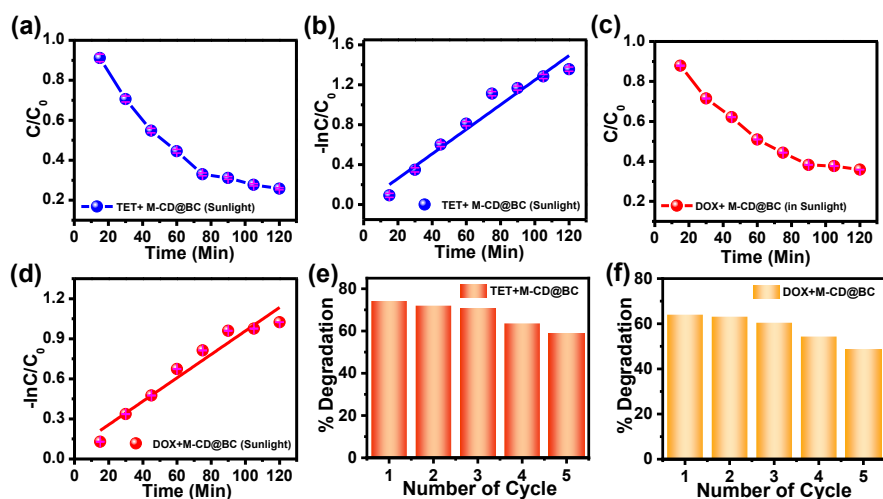 (a)
1.0
0.8
0.6
0.4
0.2
C/C0
TET+ M-CD@BC (Sunlight)
0 20 40 60 80 100 120
Time (Min)
(b)
1.6
1.2
0.8
0.4
0.0
-lnC/C0
TET+ M-CD@BC (Sunlight)
0 20 40 60 80 100 120
Time (Min)
(c)
1.0
0.8
0.6
0.4
0.2
C/C0
DOX+ M-CD@BC (in Sunlight)
0 20 40 60 80 100 120
Time (Min)
(d)
1.2
0.9
0.6
0.3
0.0
-lnC/C0
DOX+M-CD@BC (Sunlight)
0 20 40 60 80 100 120
Time (Min)
(e)
80
60
40
20
0
% Degradation
TET+M-CD@BC
1 2 3 4 5
Number of Cycle
(f)
80
60
40
20
0
% Degradation
DOX+M-CD@BC
1 2 3 4 5
Number of Cycle